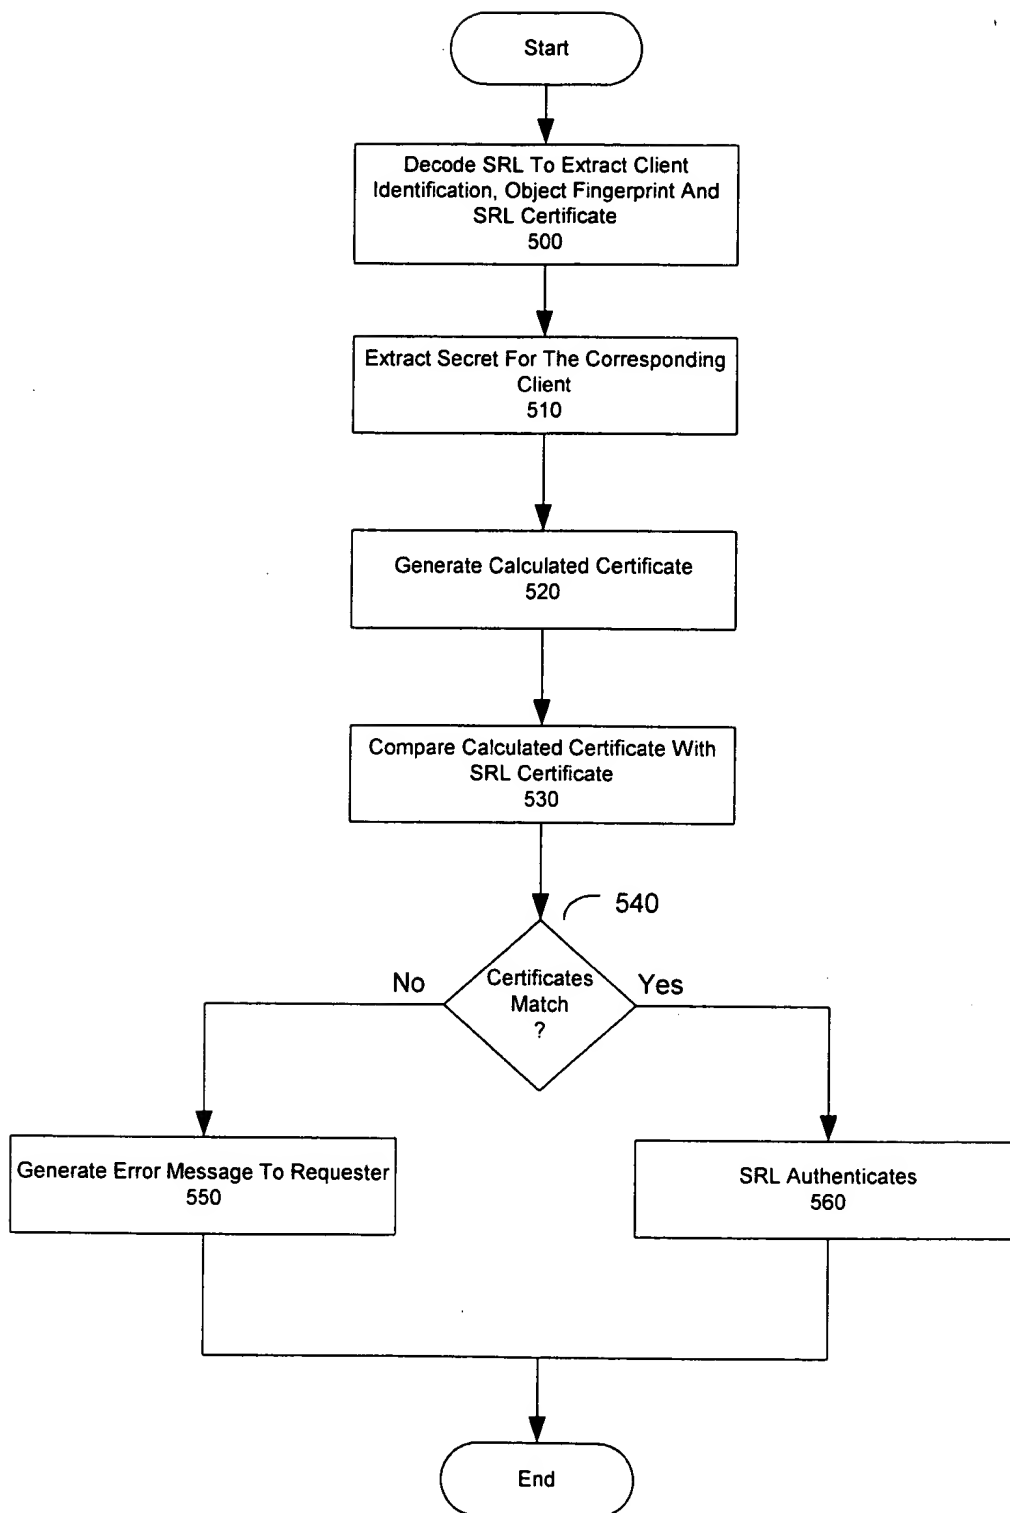 Start
Decode SRL To Extract Client
Identification, Object Fingerprint And
SRL Certificate
500
Extract Secret For The Corresponding
Client
510
Generate Calculated Certificate
520
Compare Calculated Certificate With
SRL Certificate
530
540
No
Certificates
Match
?
Yes
Generate Error Message To Requester
550
SRL Authenticates
560
End